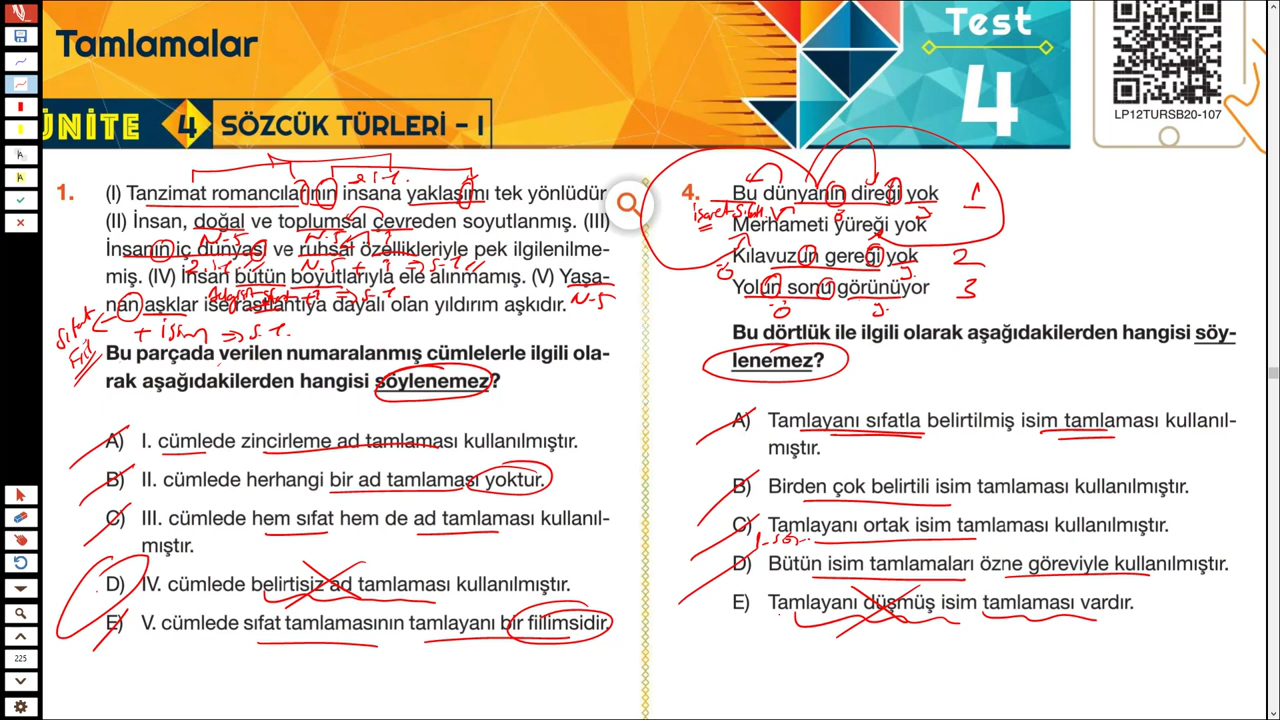 Tamlamalar
Test
4
ÜNİTE 4 SÖZCÜK TÜRLERİ - I
LP12TURSB20-107
1. (I) Tanzimat romancılarının insana yaklaşımı tek yönlüdür
(II) İnsan, doğal ve toplumsal çevreden soyutlanmış. (III)
İnsanın iç dünyası ve ruhsal özellikleriyle pek ilgilenilme-
miş. (IV) İnsan bütün boyutlarıyla ele alınmamış. (V) Yaşa-
nan aşklar ise rastlantıya dayalı olan yıldırım aşkıdır.
Sıfat
Fiil
+ isim => S.T.
Bu parçada verilen numaralanmış cümlelerle ilgili ola-
rak aşağıdakilerden hangisi söylenemez?
A) I. cümlede zincirleme ad tamlaması kullanılmıştır.
B) II. cümlede herhangi bir ad tamlaması yoktur.
C) III. cümlede hem sıfat hem de ad tamlaması kullanıl-
mıştır.
D) IV. cümlede belirtisiz ad tamlaması kullanılmıştır.
E) V. cümlede sıfat tamlamasının tamlayanı bir fiilimsidir.
4. Bu dünyanın direği yok 1
Merhameti yüreği yok
Kılavuzun gereği yok 2
Yolun sonu görünüyor 3
Bu dörtlük ile ilgili olarak aşağıdakilerden hangisi söy-
lenemez?
A) Tamlayanı sıfatla belirtilmiş isim tamlaması kullanıl-
mıştır.
B) Birden çok belirtili isim tamlaması kullanılmıştır.
C) Tamlayanı ortak isim tamlaması kullanılmıştır.
D) Bütün isim tamlamaları özne göreviyle kullanılmıştır.
E) Tamlayanı düşmüş isim tamlaması vardır.
225